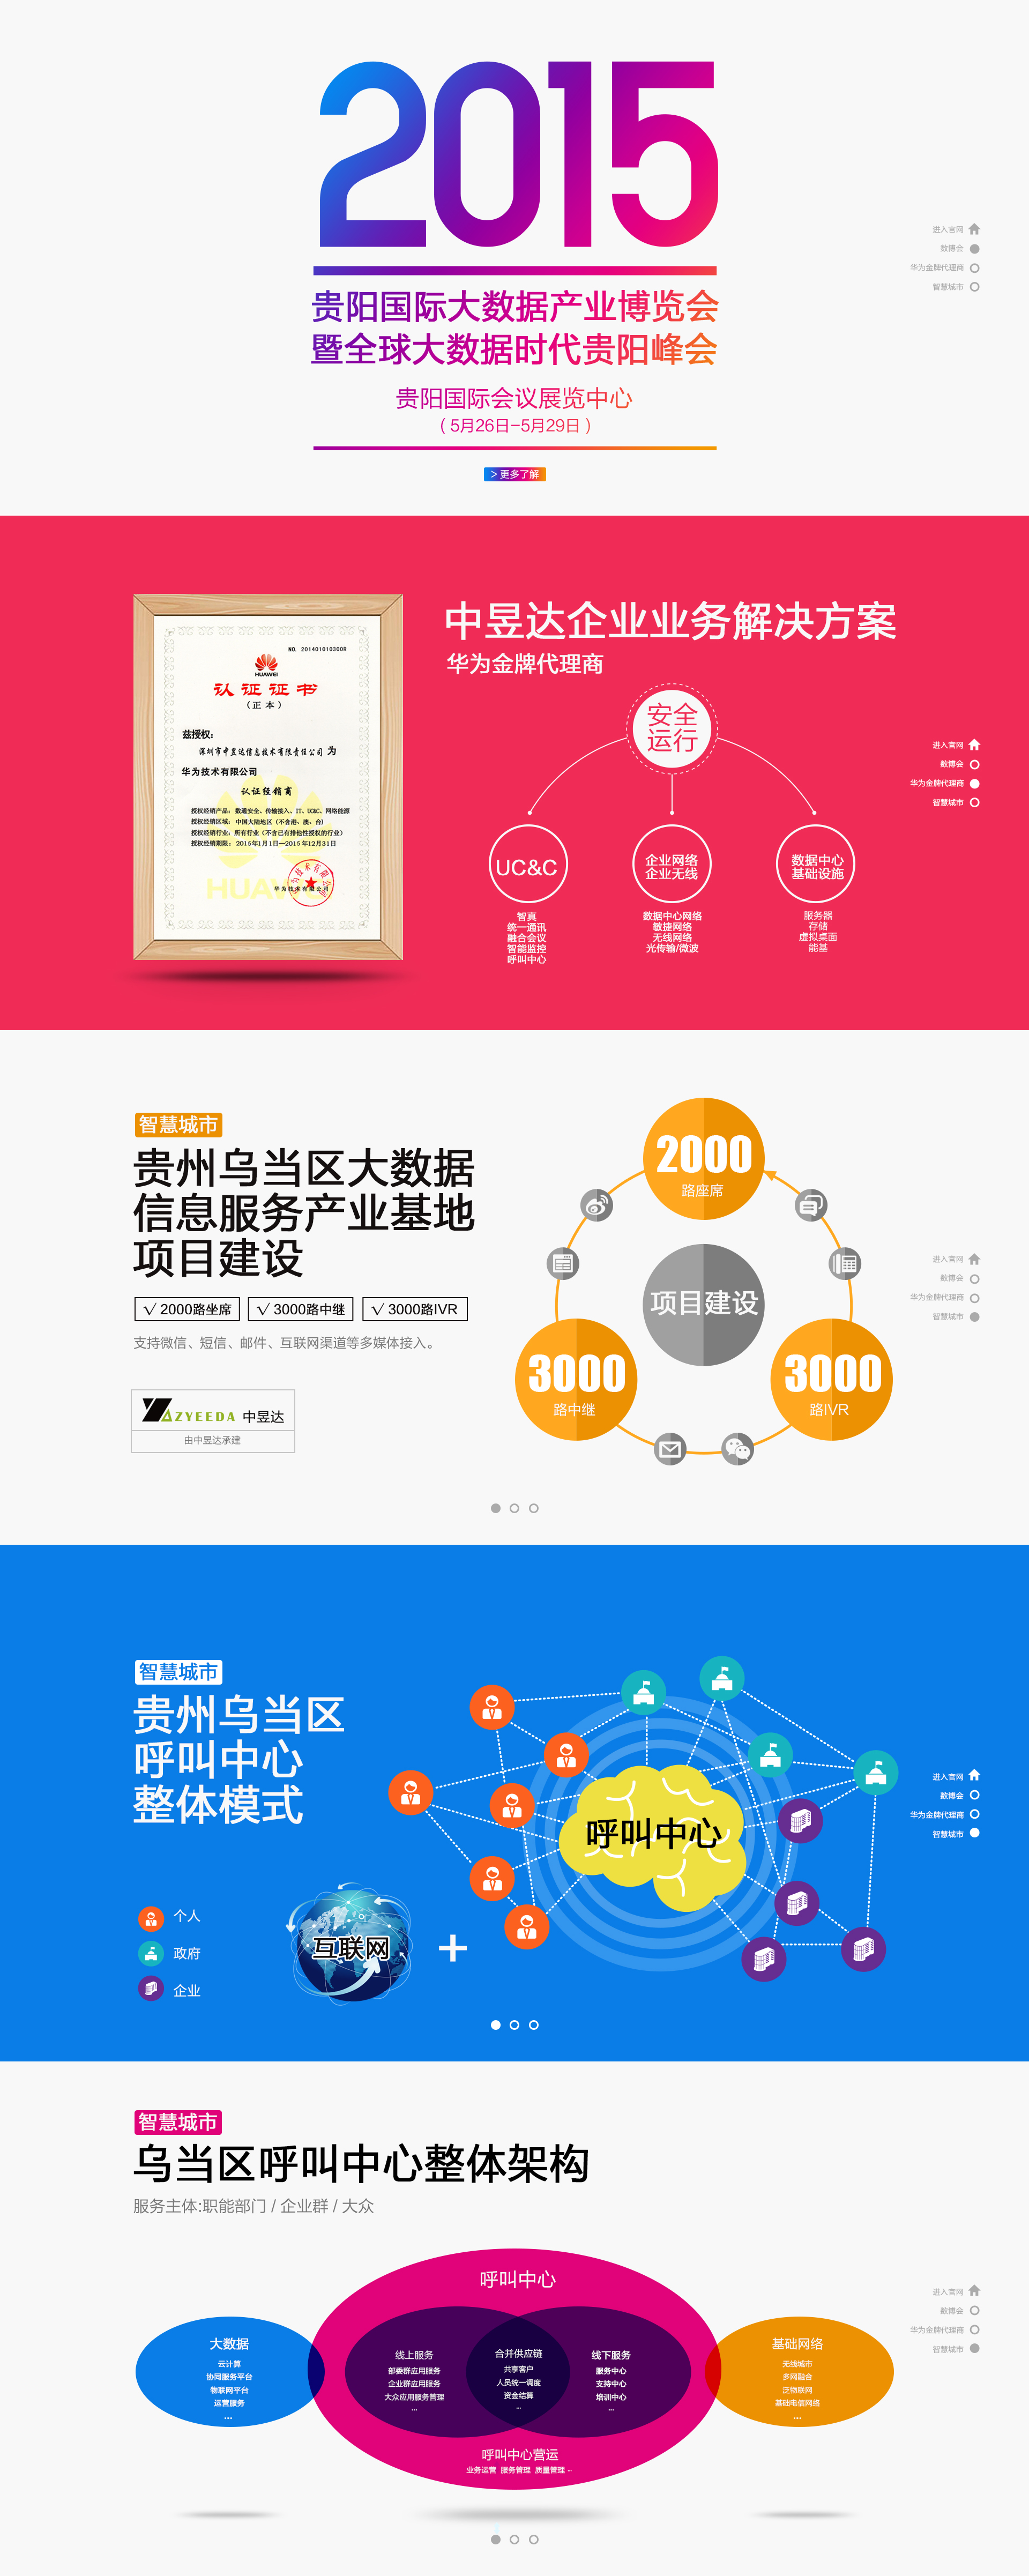 2015
贵阳国际大数据产业博览会
暨全球大数据时代贵阳峰会
贵阳国际会议展览中心
（5月26日-5月29日）
> 更多了解
进入官网
数博会
华为金牌代理商
智慧城市
NO. 201401010300R
HUAWEI
认证证书
（正本）
兹授权：
深圳市中昱达信息技术有限责任公司 为
华为技术有限公司
认证经销商
授权经销产品：数通安全、传输接入、IT、UC&C、网络能源
授权经销区域：中国大陆地区（不含港、澳、台）
授权经销行业：所有行业（不含已有排他性授权的行业）
授权经销期限：2015年1月1日—2015年12月31日
HUAWEI
华为技术有限公司
中昱达企业业务解决方案
华为金牌代理商
安全
运行
UC&C
智真
统一通讯
融合会议
智能监控
呼叫中心
企业网络
企业无线
数据中心网络
敏捷网络
无线网络
光传输/微波
数据中心
基础设施
服务器
存储
虚拟桌面
能基
进入官网
数博会
华为金牌代理商
智慧城市
智慧城市
贵州乌当区大数据
信息服务产业基地
项目建设
√ 2000路坐席
√ 3000路中继
√ 3000路IVR
支持微信、短信、邮件、互联网渠道等多媒体接入。
ZYEEDA 中昱达
由中昱达承建
2000
路座席
项目建设
3000
路中继
3000
路IVR
进入官网
数博会
华为金牌代理商
智慧城市
智慧城市
贵州乌当区
呼叫中心
整体模式
个人
政府
企业
互联网
+
呼叫中心
进入官网
数博会
华为金牌代理商
智慧城市
智慧城市
乌当区呼叫中心整体架构
服务主体:职能部门 / 企业群 / 大众
大数据
云计算
协同服务平台
物联网平台
运营服务
...
呼叫中心
线上服务
部委群应用服务
企业群应用服务
大众应用服务管理
...
合并供应链
共享客户
人员统一调度
资金结算
...
线下服务
服务中心
支持中心
培训中心
...
呼叫中心营运
业务运营 服务管理 质量管理 –
基础网络
无线城市
多网融合
泛物联网
基础电信网络
...
进入官网
数博会
华为金牌代理商
智慧城市